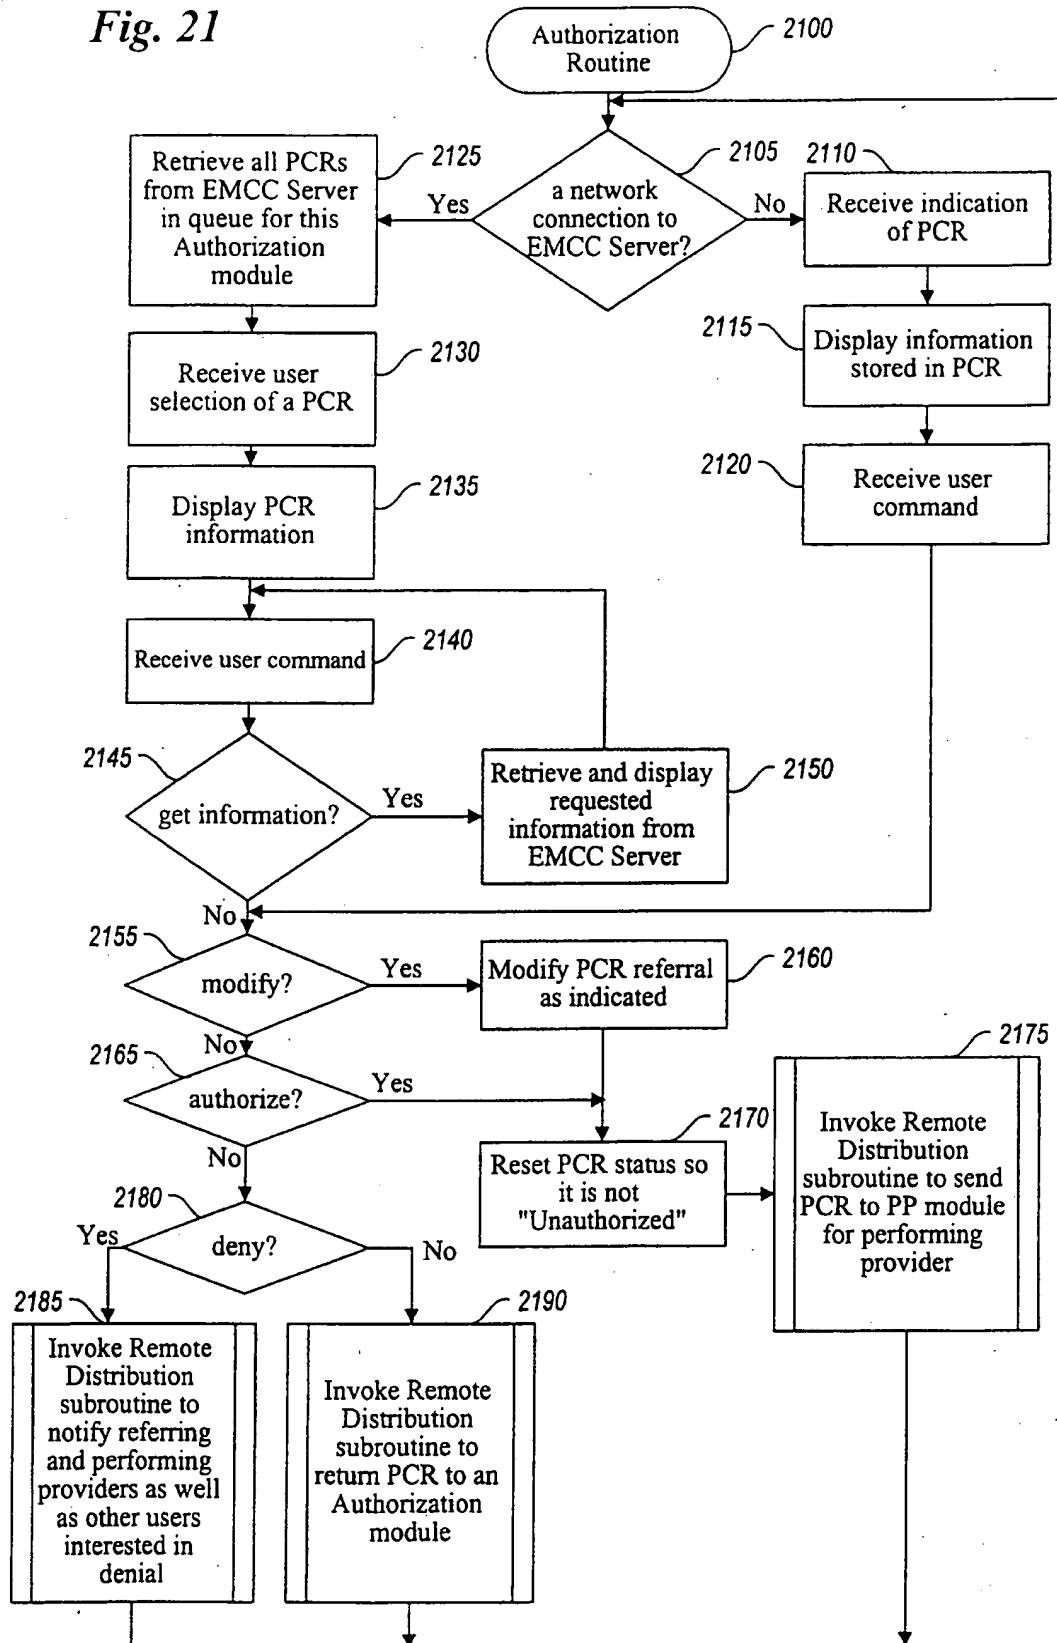 Fig. 21
Authorization
Routine
2100
a network
connection to
EMCC Server?
2105
Yes
No
2110
Receive indication
of PCR
2125
Retrieve all PCRs
from EMCC Server
in queue for this
Authorization
module
2115
Display information
stored in PCR
2130
Receive user
selection of a PCR
2120
Receive user
command
2135
Display PCR
information
2140
Receive user command
2145
get information?
Yes
2150
Retrieve and display
requested
information from
EMCC Server
No
2155
modify?
Yes
2160
Modify PCR referral
as indicated
No
2165
authorize?
Yes
2170
Reset PCR status so
it is not
"Unauthorized"
2175
Invoke Remote
Distribution
subroutine to send
PCR to PP module
for performing
provider
No
2180
deny?
Yes
No
2185
Invoke Remote
Distribution
subroutine to
notify referring
and performing
providers as well
as other users
interested in
denial
2190
Invoke Remote
Distribution
subroutine to
return PCR to an
Authorization
module